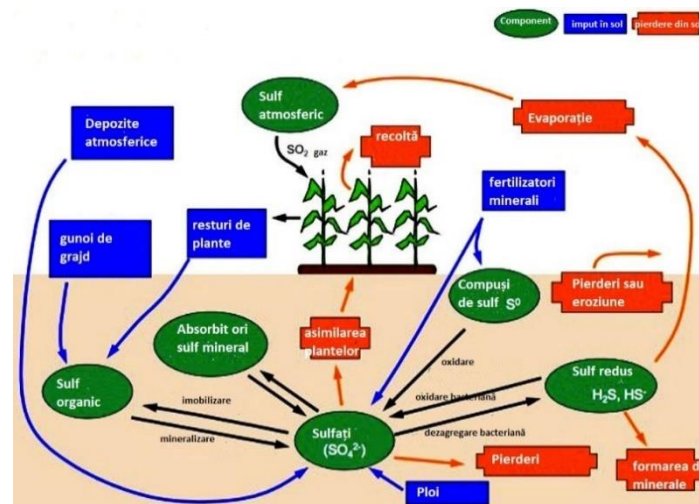 Component
imput în sol
pierdere din so
Sulf
atmosferic
SO2 gaz
Evaporație
recoltă
Depozite
atmosferice
fertilizatori
minerali
gunoi de
grajd
resturi de
plante
Compuși
de sulf S0
Pierderi sau
eroziune
Absorbit ori
sulf mineral
asimilarea
plantelor
oxidare
Sulf redus
H2S, HS-
Sulf
organic
imobilizare
oxidare bacteriană
mineralizare
Sulfați
(SO4 2-)
dezagregare bacteriană
Pierderi
formarea d
minerale
Ploi